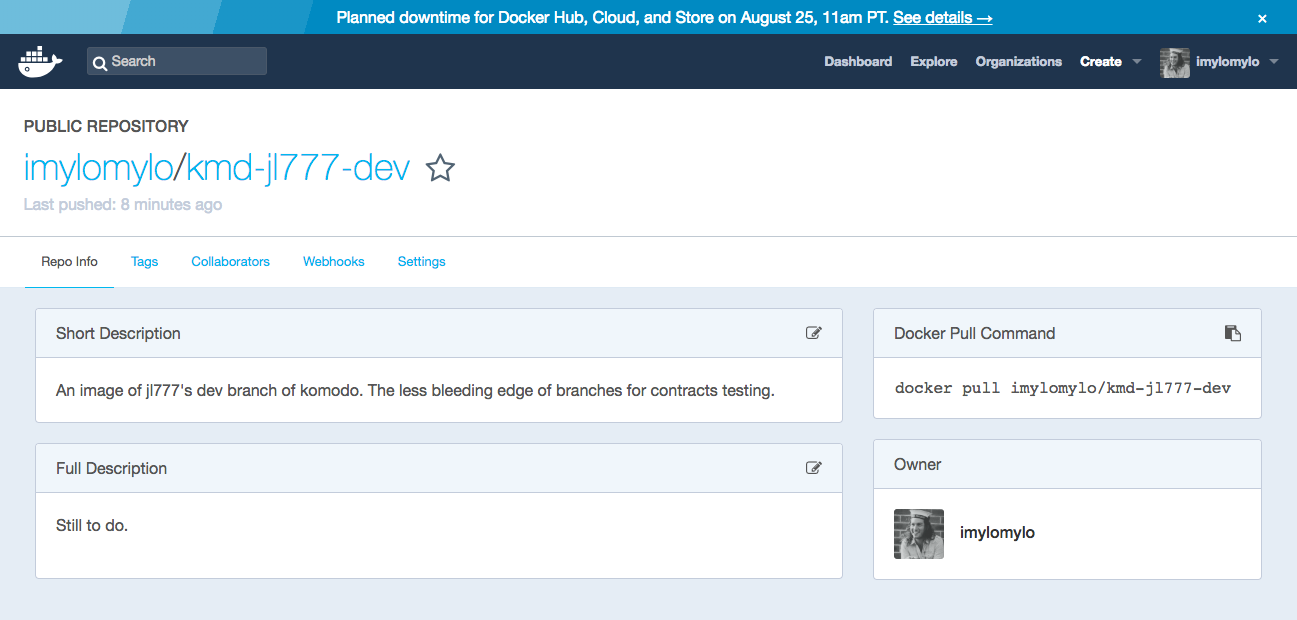 Planned downtime for Docker Hub, Cloud, and Store on August 25, 11am PT. See details → ×
Search Dashboard Explore Organizations Create imylomylo
PUBLIC REPOSITORY
imylomylo/kmd-jl777-dev
Last pushed: 8 minutes ago
Repo Info Tags Collaborators Webhooks Settings
Short Description
An image of jl777's dev branch of komodo. The less bleeding edge of branches for contracts testing.
Full Description
Still to do.
Docker Pull Command
docker pull imylomylo/kmd-jl777-dev
Owner
imylomylo